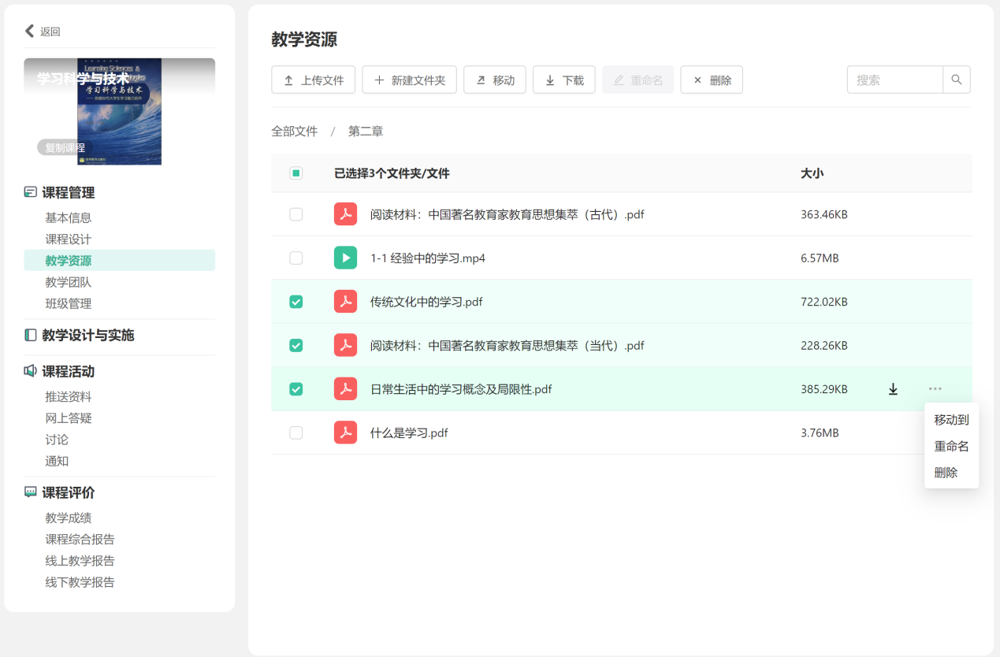 返回
学习科学与技术
Learning Sciences &
学习科学与技术
复制课程
课程管理
基本信息
课程设计
教学资源
教学团队
班级管理
教学设计与实施
课程活动
推送资料
网上答疑
讨论
通知
课程评价
教学成绩
课程综合报告
线上教学报告
线下教学报告
教学资源
上传文件 新建文件夹 移动 下载 重命名 删除 搜索
全部文件 / 第二章
已选择3个文件夹/文件 大小
阅读材料：中国著名教育家教育思想集萃（古代）.pdf 363.46KB
1-1 经验中的学习.mp4 6.57MB
传统文化中的学习.pdf 722.02KB
阅读材料：中国著名教育家教育思想集萃（当代）.pdf 228.26KB
日常生活中的学习概念及局限性.pdf 385.29KB
什么是学习.pdf 3.76MB
移动到
重命名
删除